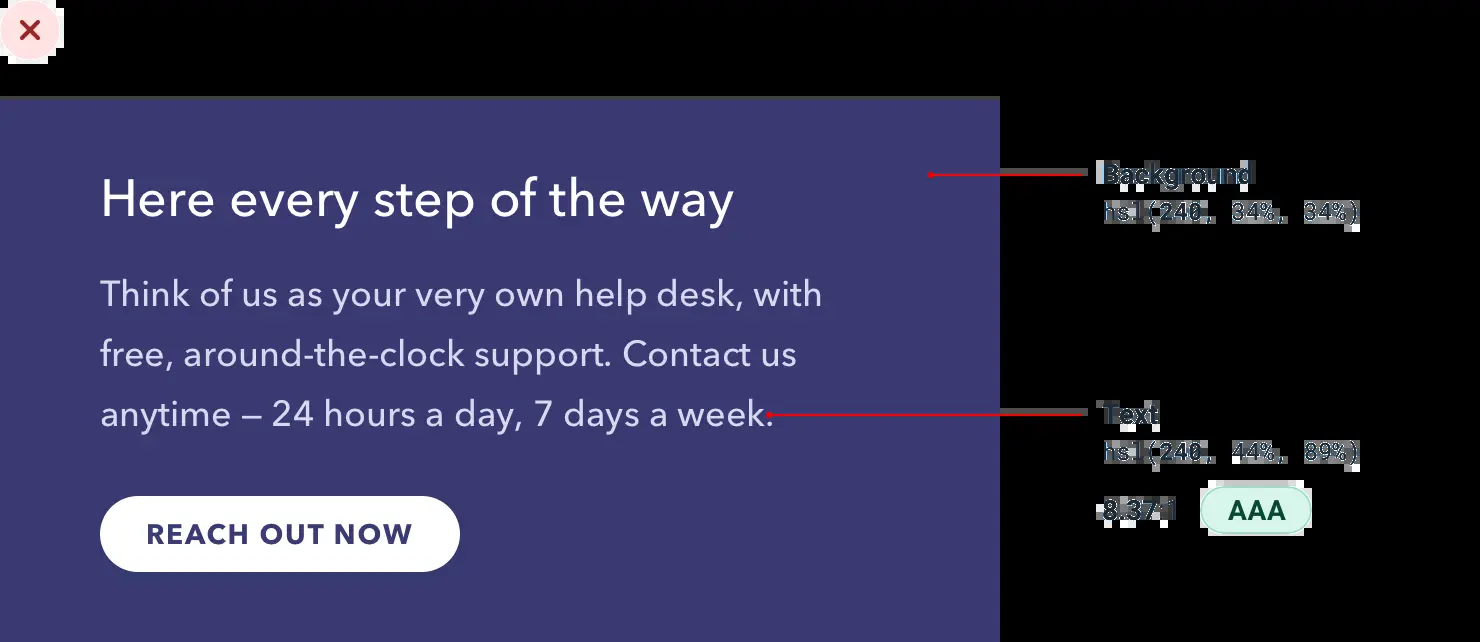 Here every step of the way
Background
hsl(240, 34%, 34%)
Think of us as your very own help desk, with
free, around-the-clock support. Contact us
anytime – 24 hours a day, 7 days a week.
Text
hsl(240, 44%, 89%)
8.37:1
AAA
REACH OUT NOW